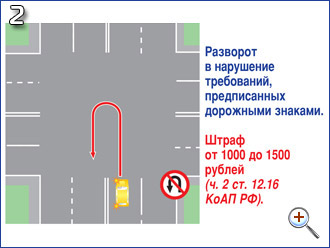 2
Разворот
в нарушение
требований,
предписанных
дорожными знаками.
Штраф
от 1000 до 1500
рублей
(ч. 2 ст. 12.16
КоАП РФ).